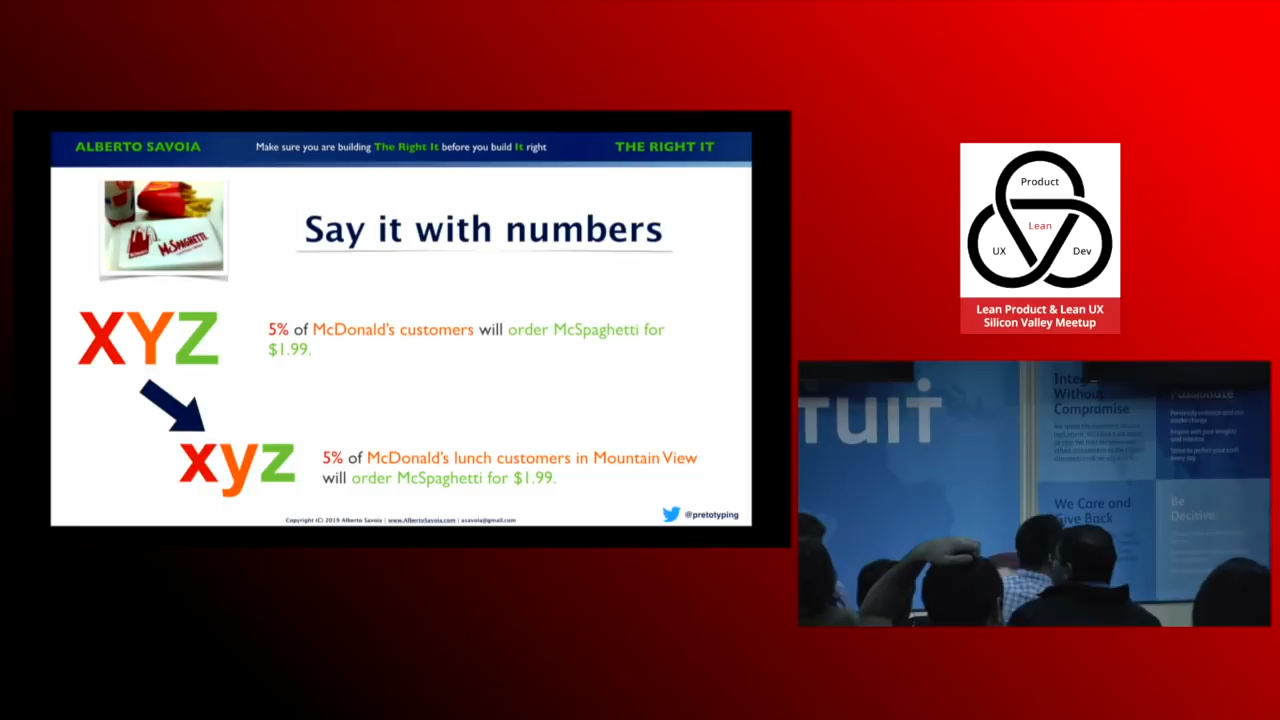 ALBERTO SAVOIA
Make sure you are building The Right It before you build It right
THE RIGHT IT
McSpaghetti
Say it with numbers
XYZ
5% of McDonald's customers will order McSpaghetti for
$1.99.
xyz
5% of McDonald's lunch customers in Mountain View
will order McSpaghetti for $1.99.
Copyright (C) 2019 Alberto Savoia | www.AlbertoSavoia.com | asavoia@gmail.com
@pretotyping
Product
Lean
UX
Dev
Lean Product & Lean UX
Silicon Valley Meetup
TUIT
Without
Compromise
Passionate
We Care and
Give Back
Be
Decitive